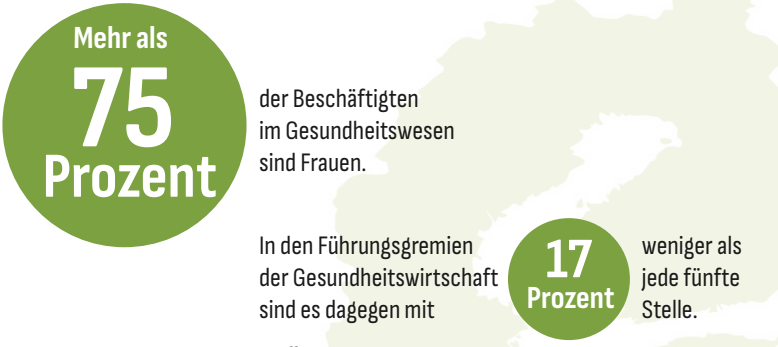 Mehr als
75
Prozent
der Beschäftigten
im Gesundheitswesen
sind Frauen.
In den Führungsgremien
der Gesundheitswirtschaft
sind es dagegen mit
17
Prozent
weniger als
jede fünfte
Stelle.